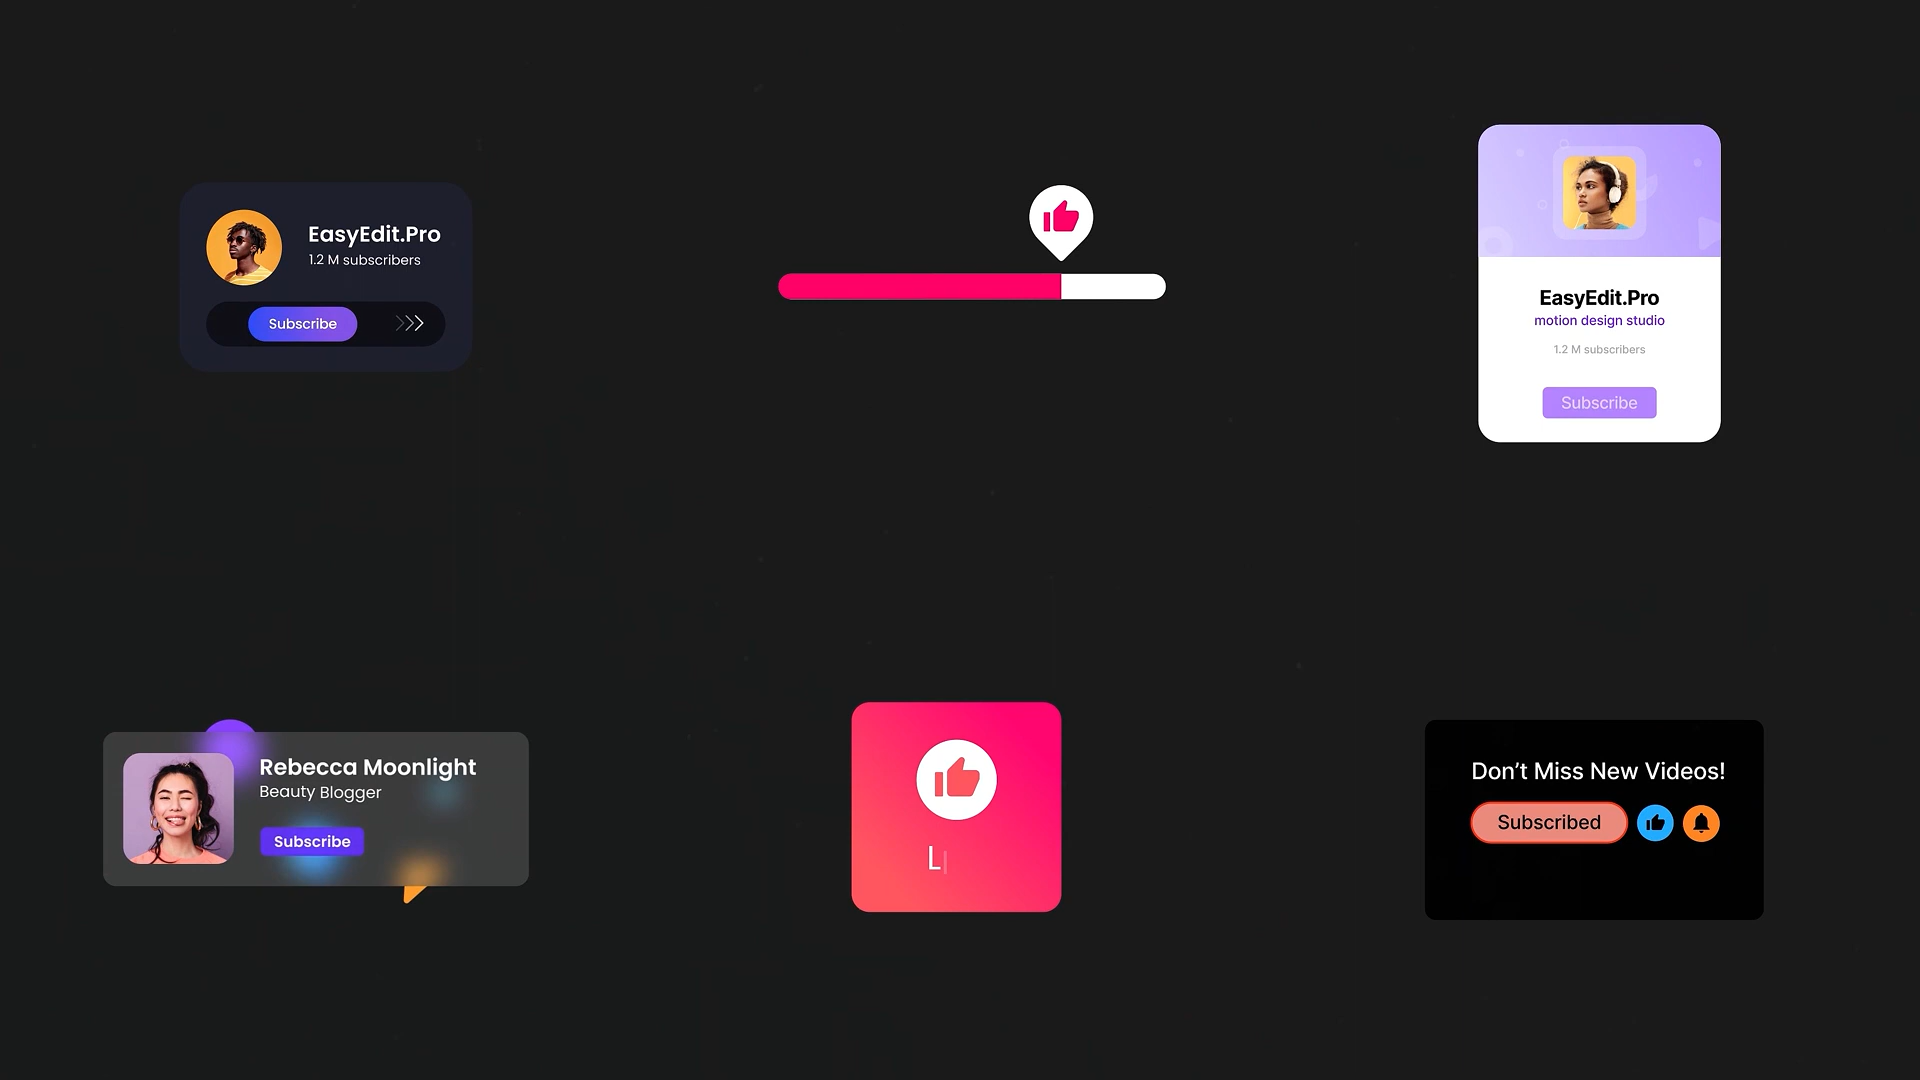 EasyEdit.Pro
1.2 M subscribers
Subscribe
EasyEdit.Pro
motion design studio
1.2 M subscribers
Subscribe
Rebecca Moonlight
Beauty Blogger
Subscribe
L
Don’t Miss New Videos!
Subscribed